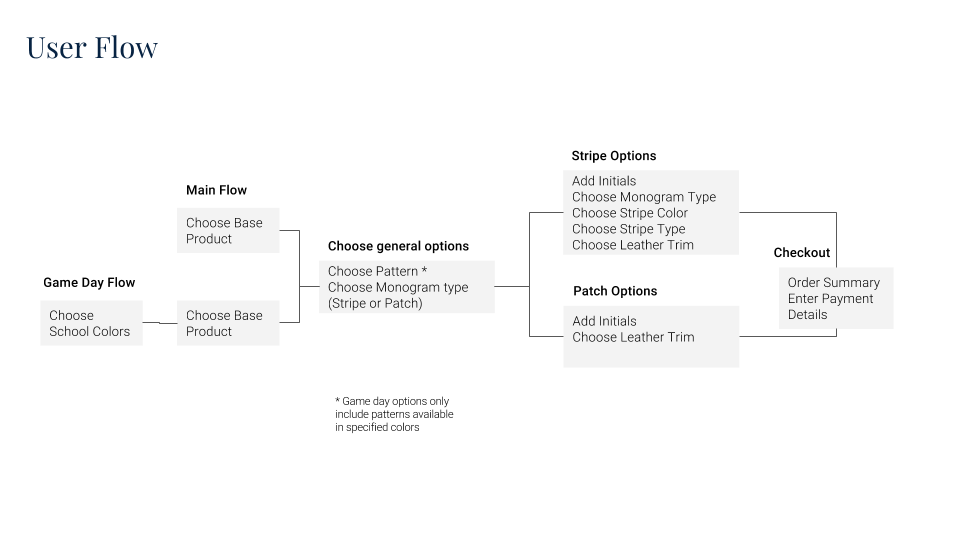 User Flow
Main Flow
Choose Base
Product
Game Day Flow
Choose
School Colors
Choose Base
Product
Choose general options
Choose Pattern *
Choose Monogram type
(Stripe or Patch)
* Game day options only
include patterns available
in specified colors
Stripe Options
Add Initials
Choose Monogram Type
Choose Stripe Color
Choose Stripe Type
Choose Leather Trim
Patch Options
Add Initials
Choose Leather Trim
Checkout
Order Summary
Enter Payment
Details